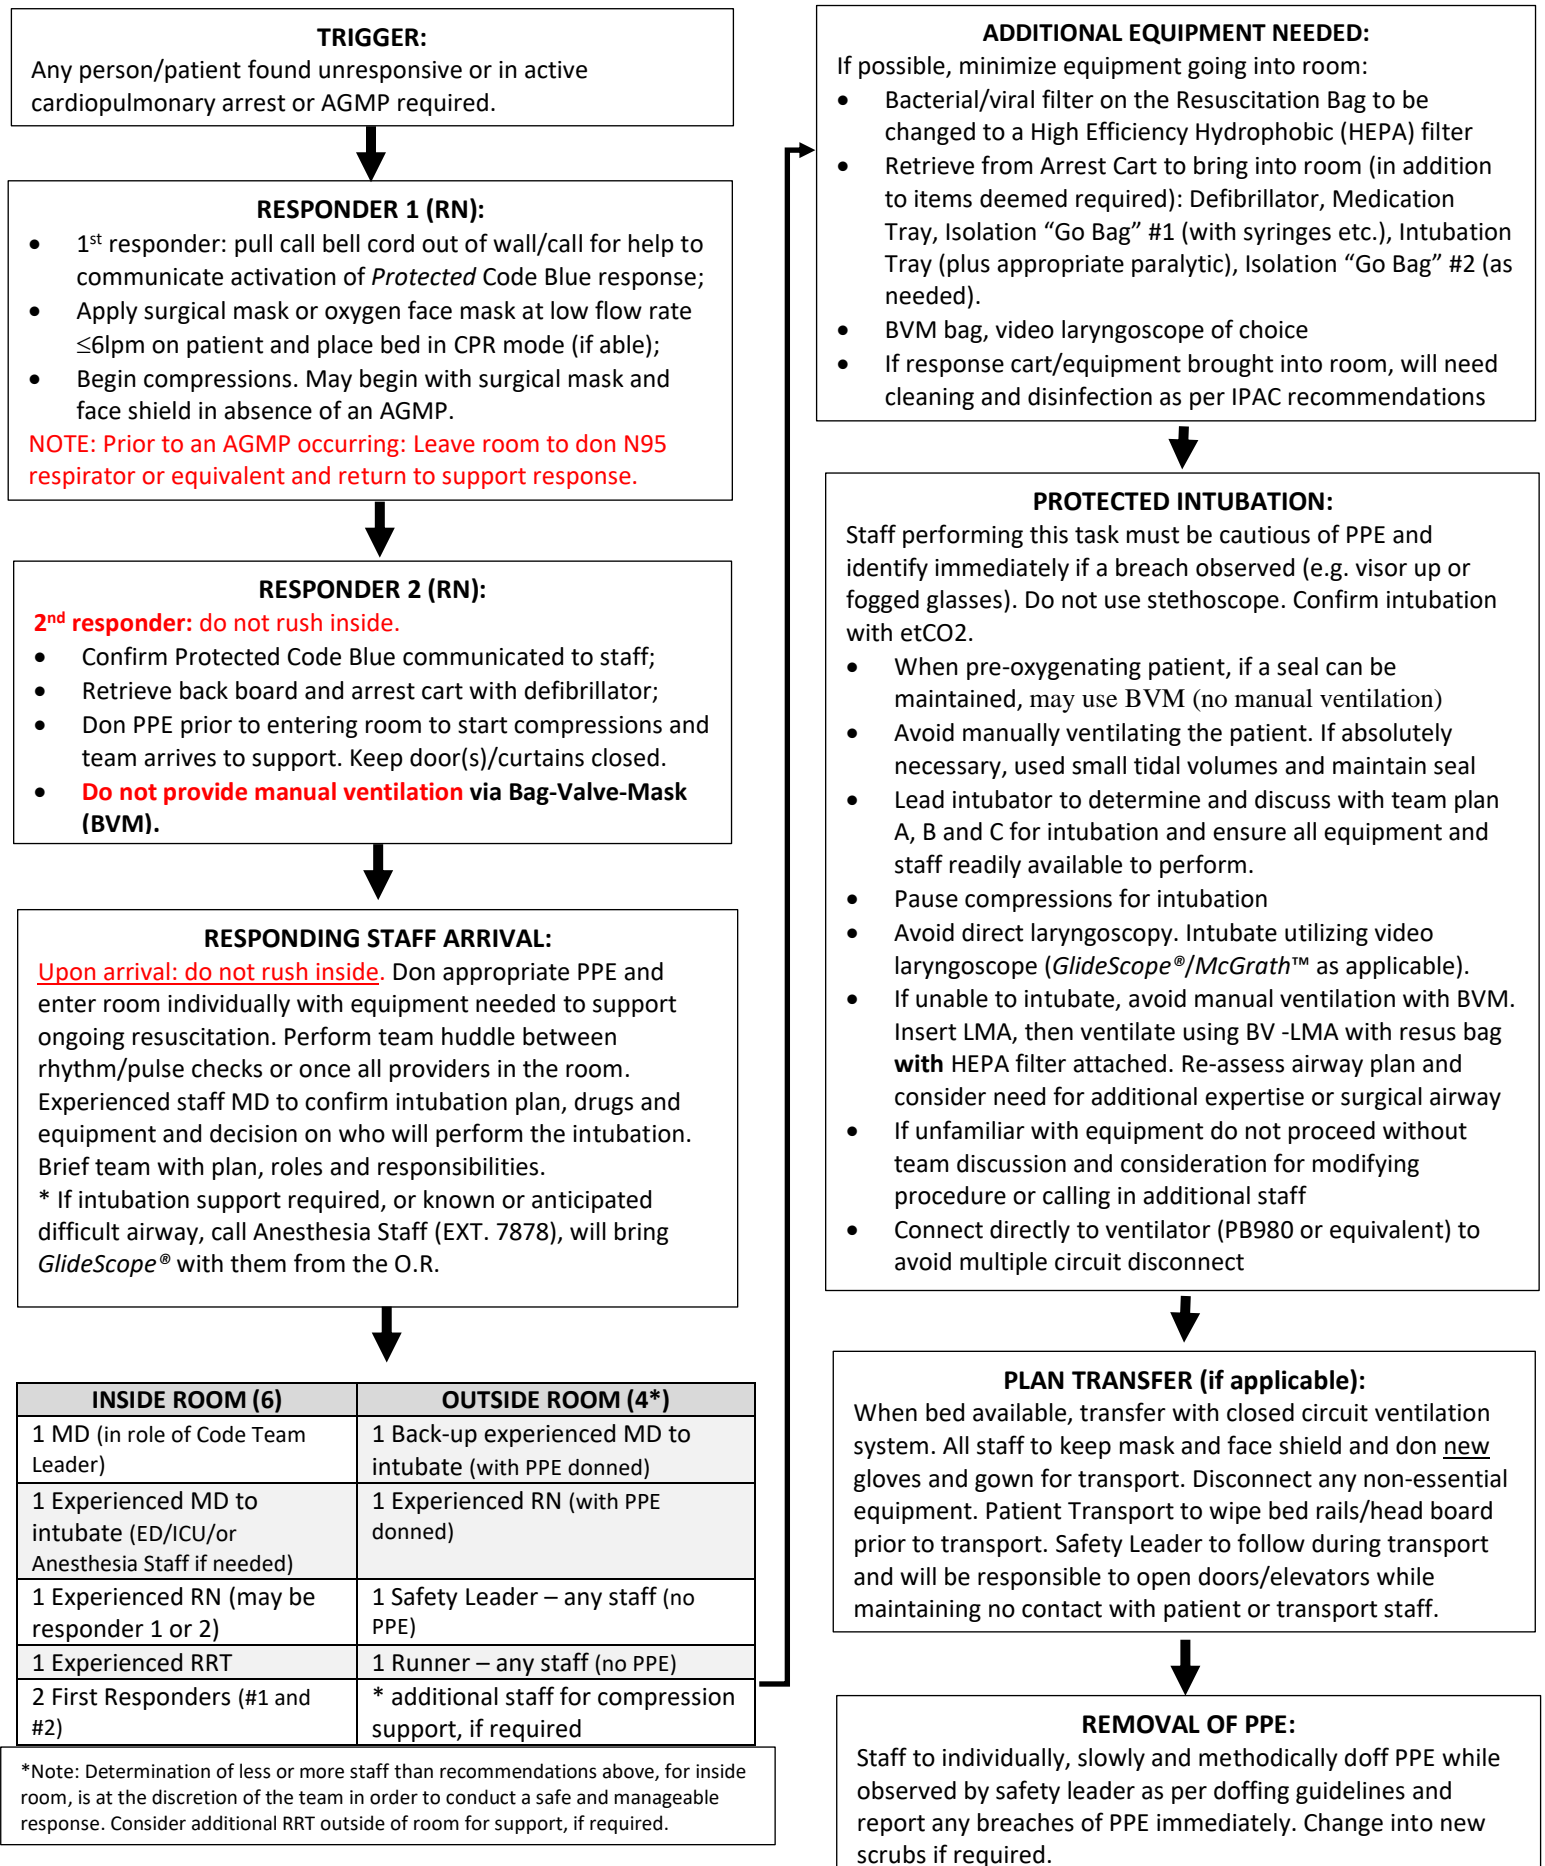 TRIGGER:
Any person/patient found unresponsive or in active
cardiopulmonary arrest or AGMP required.
RESPONDER 1 (RN):
• 1st responder: pull call bell cord out of wall/call for help to
communicate activation of Protected Code Blue response;
• Apply surgical mask or oxygen face mask at low flow rate
≤6lpm on patient and place bed in CPR mode (if able);
• Begin compressions. May begin with surgical mask and
face shield in absence of an AGMP.
NOTE: Prior to an AGMP occurring: Leave room to don N95
respirator or equivalent and return to support response.
RESPONDER 2 (RN):
2nd responder: do not rush inside.
• Confirm Protected Code Blue communicated to staff;
• Retrieve back board and arrest cart with defibrillator;
• Don PPE prior to entering room to start compressions and
team arrives to support. Keep door(s)/curtains closed.
• Do not provide manual ventilation via Bag-Valve-Mask
(BVM).
RESPONDING STAFF ARRIVAL:
Upon arrival: do not rush inside. Don appropriate PPE and
enter room individually with equipment needed to support
ongoing resuscitation. Perform team huddle between
rhythm/pulse checks or once all providers in the room.
Experienced staff MD to confirm intubation plan, drugs and
equipment and decision on who will perform the intubation.
Brief team with plan, roles and responsibilities.
* If intubation support required, or known or anticipated
difficult airway, call Anesthesia Staff (EXT. 7878), will bring
GlideScope® with them from the O.R.
INSIDE ROOM (6)
OUTSIDE ROOM (4*)
1 MD (in role of Code Team
Leader)
1 Back-up experienced MD to
intubate (with PPE donned)
1 Experienced MD to
intubate (ED/ICU/or
Anesthesia Staff if needed)
1 Experienced RN (with PPE
donned)
1 Experienced RN (may be
responder 1 or 2)
1 Safety Leader – any staff (no
PPE)
1 Experienced RRT
1 Runner – any staff (no PPE)
2 First Responders (#1 and
#2)
* additional staff for compression
support, if required
*Note: Determination of less or more staff than recommendations above, for inside
room, is at the discretion of the team in order to conduct a safe and manageable
response. Consider additional RRT outside of room for support, if required.
ADDITIONAL EQUIPMENT NEEDED:
If possible, minimize equipment going into room:
• Bacterial/viral filter on the Resuscitation Bag to be
changed to a High Efficiency Hydrophobic (HEPA) filter
• Retrieve from Arrest Cart to bring into room (in addition
to items deemed required): Defibrillator, Medication
Tray, Isolation “Go Bag” #1 (with syringes etc.), Intubation
Tray (plus appropriate paralytic), Isolation “Go Bag” #2 (as
needed).
• BVM bag, video laryngoscope of choice
• If response cart/equipment brought into room, will need
cleaning and disinfection as per IPAC recommendations
PROTECTED INTUBATION:
Staff performing this task must be cautious of PPE and
identify immediately if a breach observed (e.g. visor up or
fogged glasses). Do not use stethoscope. Confirm intubation
with etCO2.
• When pre-oxygenating patient, if a seal can be
maintained, may use BVM (no manual ventilation)
• Avoid manually ventilating the patient. If absolutely
necessary, used small tidal volumes and maintain seal
• Lead intubator to determine and discuss with team plan
A, B and C for intubation and ensure all equipment and
staff readily available to perform.
• Pause compressions for intubation
• Avoid direct laryngoscopy. Intubate utilizing video
laryngoscope (GlideScope®/McGrath™ as applicable).
• If unable to intubate, avoid manual ventilation with BVM.
Insert LMA, then ventilate using BV -LMA with resus bag
with HEPA filter attached. Re-assess airway plan and
consider need for additional expertise or surgical airway
• If unfamiliar with equipment do not proceed without
team discussion and consideration for modifying
procedure or calling in additional staff
• Connect directly to ventilator (PB980 or equivalent) to
avoid multiple circuit disconnect
PLAN TRANSFER (if applicable):
When bed available, transfer with closed circuit ventilation
system. All staff to keep mask and face shield and don new
gloves and gown for transport. Disconnect any non-essential
equipment. Patient Transport to wipe bed rails/head board
prior to transport. Safety Leader to follow during transport
and will be responsible to open doors/elevators while
maintaining no contact with patient or transport staff.
REMOVAL OF PPE:
Staff to individually, slowly and methodically doff PPE while
observed by safety leader as per doffing guidelines and
report any breaches of PPE immediately. Change into new
scrubs if required.